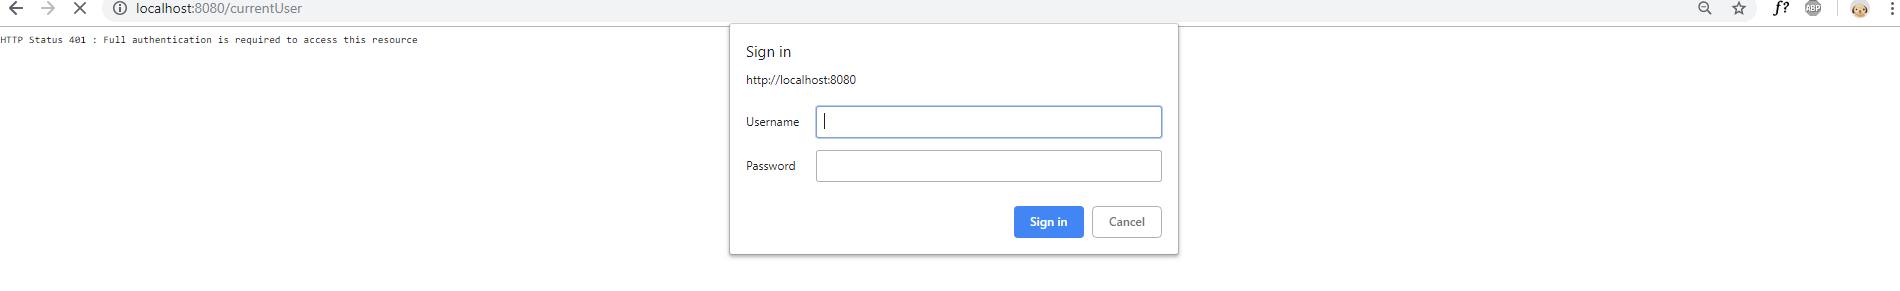 localhost:8080/currentUser
f?
ABP
HTTP Status 401 : Full authentication is required to access this resource
Sign in
http://localhost:8080
Username
Password
Sign in
Cancel